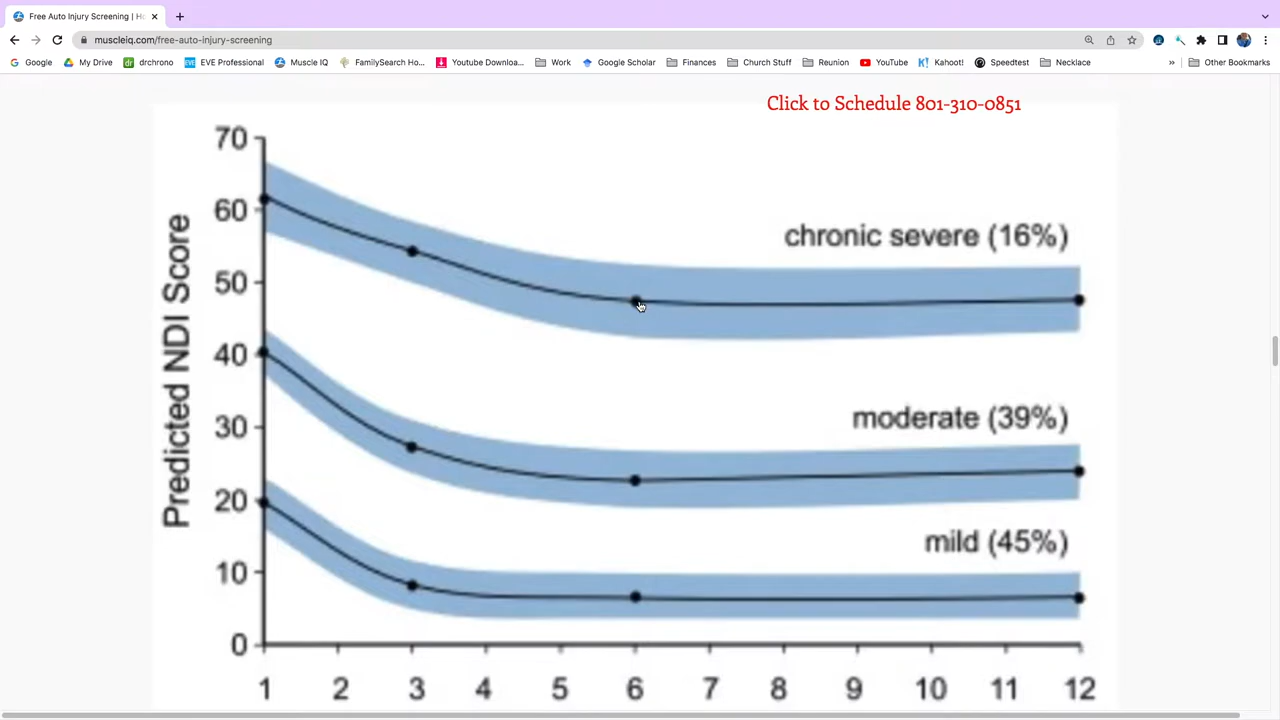 Free Auto Injury Screening | H
muscleiq.com/free-auto-injury-screening
Google My Drive drchrono EVE Professional Muscle IQ FamilySearch Ho... Youtube Downloa... Work Google Scholar Finances Church Stuff Reunion YouTube Kahoot! Speedtest Necklace » Other Bookmarks
Click to Schedule 801-310-0851
Predicted NDI Score
70
60
50
40
30
20
10
0
chronic severe (16%)
moderate (39%)
mild (45%)
1 2 3 4 5 6 7 8 9 10 11 12